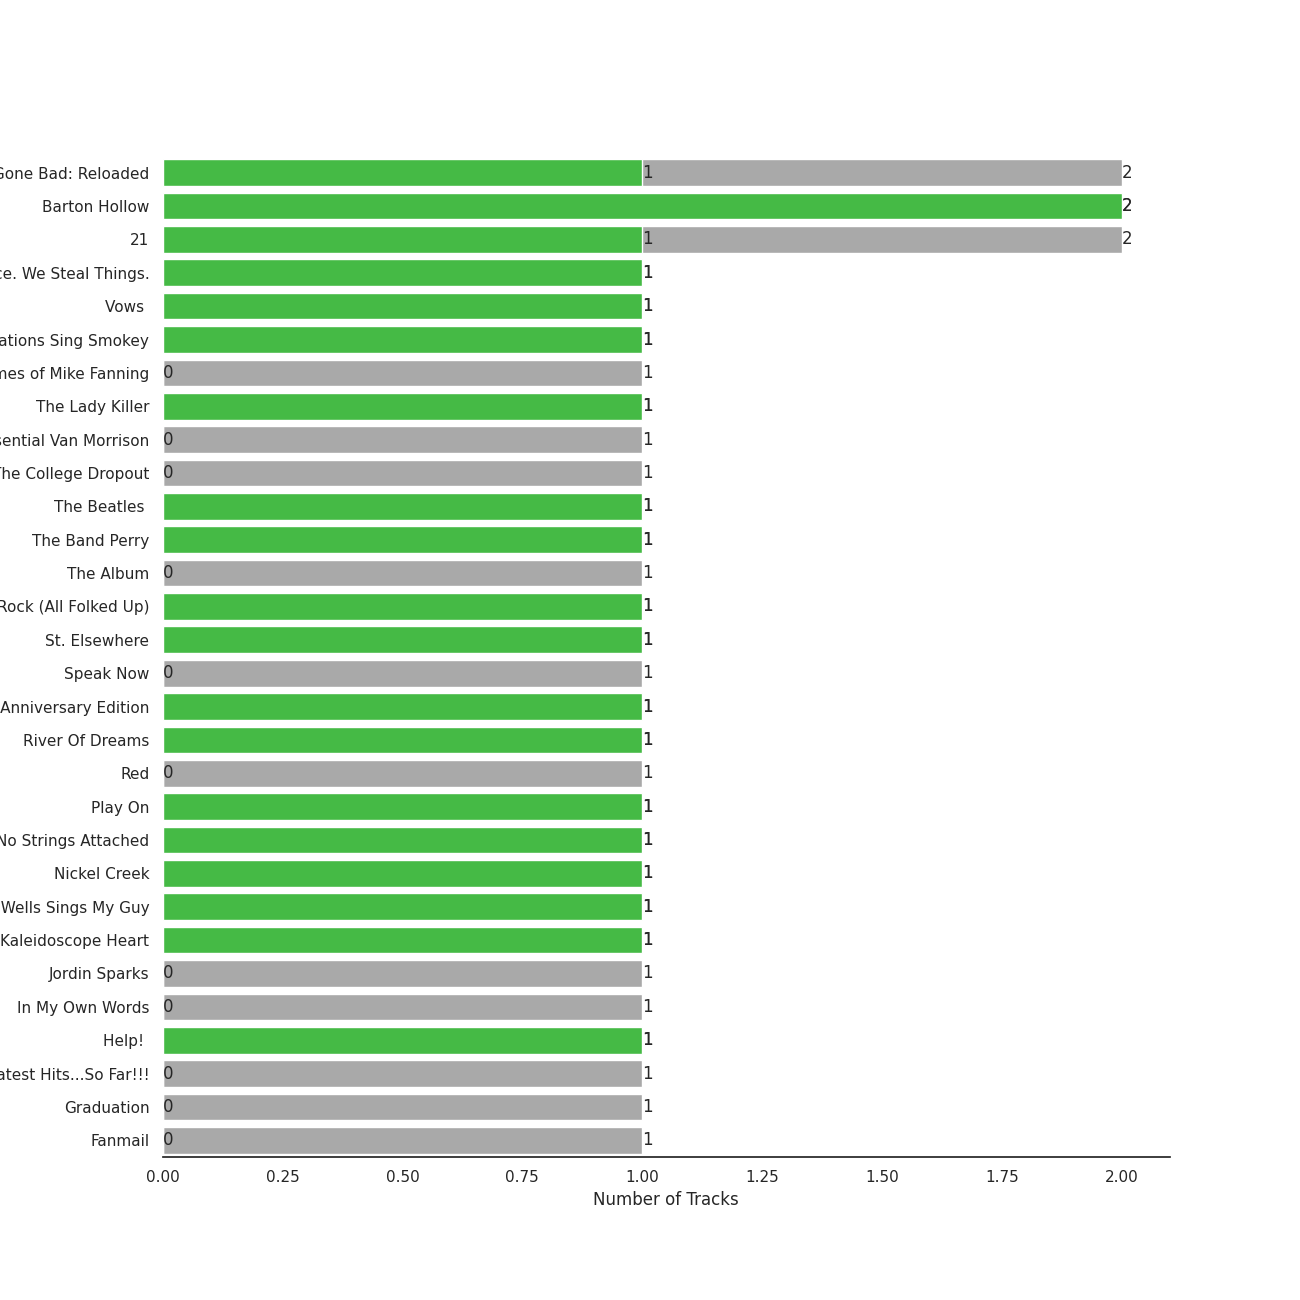 Gone Bad: Reloaded 1 2
Barton Hollow 2
21 1 2
ce. We Steal Things. 1
Vows 1
ations Sing Smokey 1
mes of Mike Fanning 0 1
The Lady Killer 1
sential Van Morrison 0 1
The College Dropout 0 1
The Beatles 1
The Band Perry 1
The Album 0 1
Rock (All Folked Up) 1
St. Elsewhere 1
Speak Now 0 1
Anniversary Edition 1
River Of Dreams 1
Red 0 1
Play On 1
No Strings Attached 1
Nickel Creek 1
Wells Sings My Guy 1
Kaleidoscope Heart 1
Jordin Sparks 0 1
In My Own Words 0 1
Help! 1
atest Hits...So Far!!! 0 1
Graduation 0 1
Fanmail 0 1
0.00 0.25 0.50 0.75 1.00 1.25 1.50 1.75 2.00
Number of Tracks